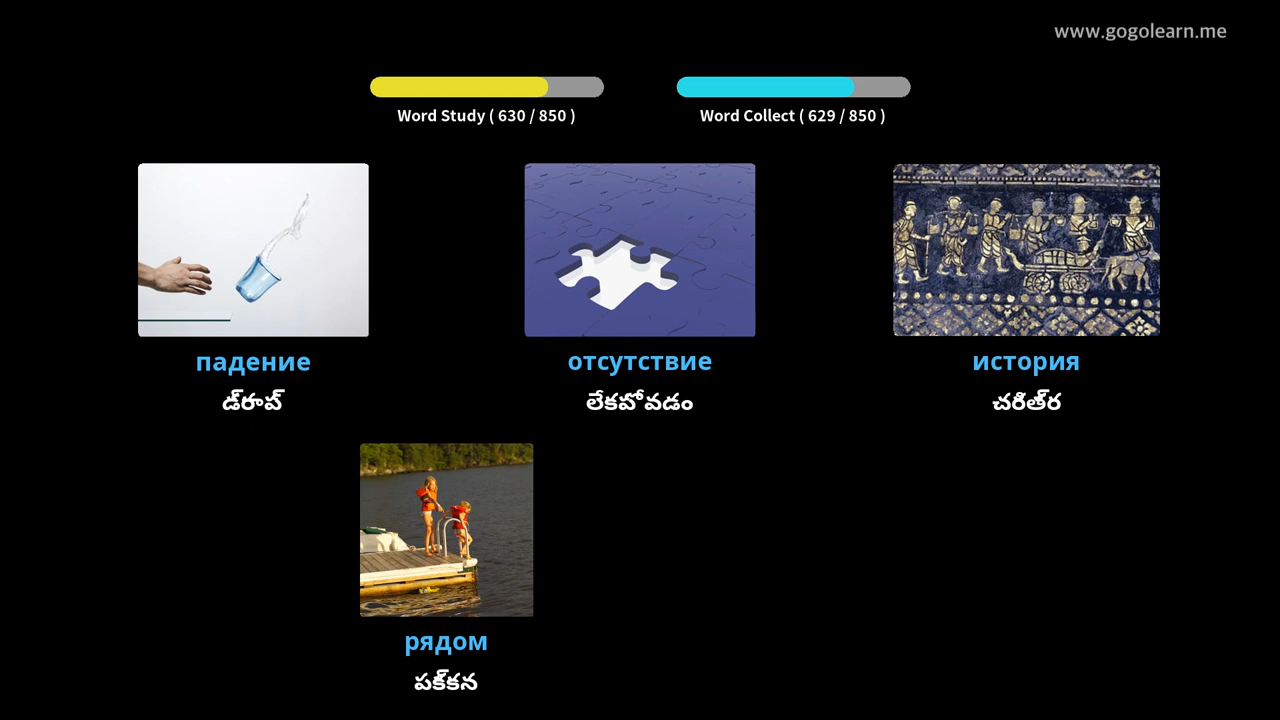 www.gogolearn.me
Word Study ( 630 / 850 )
Word Collect ( 629 / 850 )
падение
отсутствие
история
డ్రాప్
లేకపోవడం
చరిత్ర
рядом
పక్కన